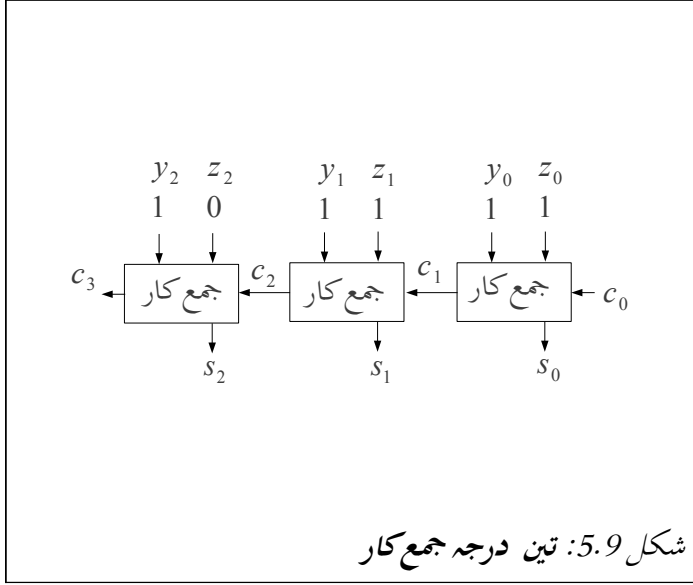 y₂ z₂ y₁ z₁ y₀ z₀
1 0 1 1 1 1
c₃ جمع کار c₂ جمع کار c₁ جمع کار c₀
s₂ s₁ s₀
شکل 5.9: تین درجہ جمع کار